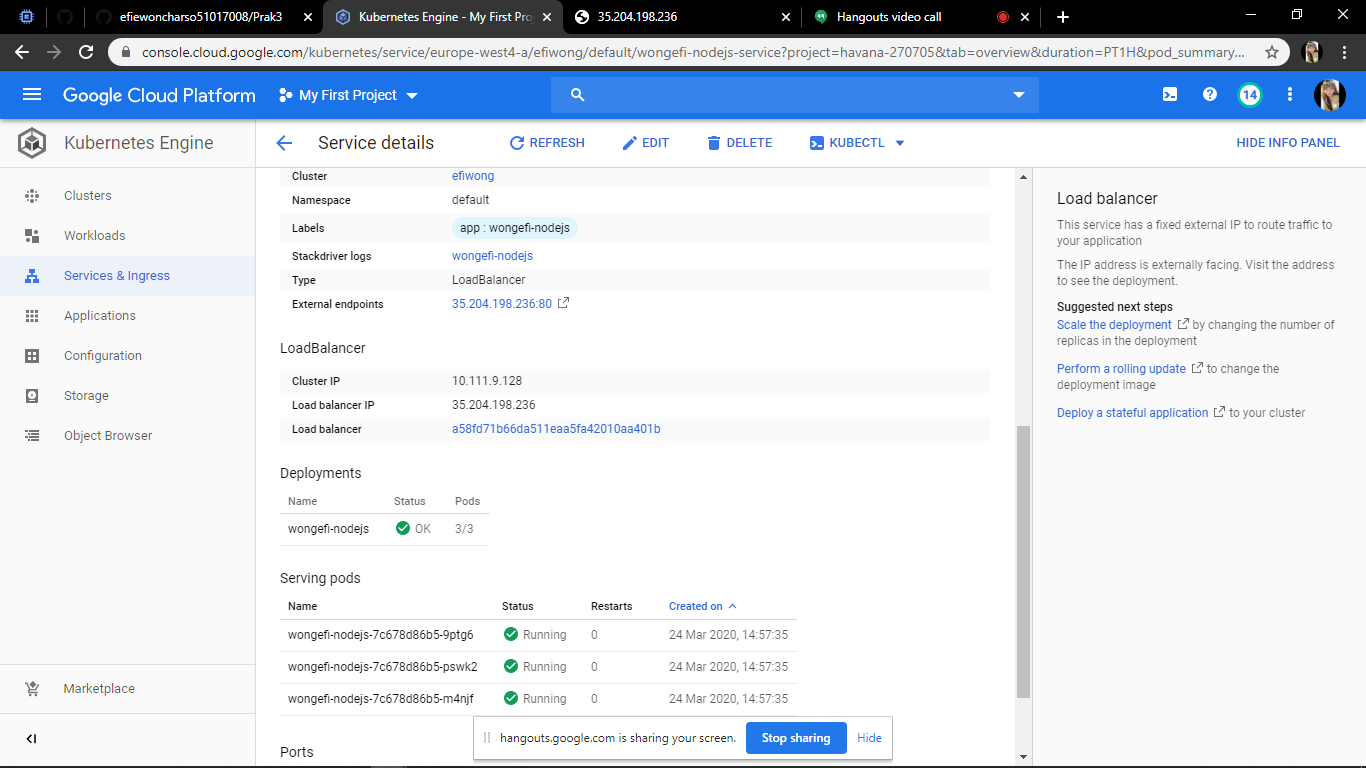 efiewoncharso51017008/Prak3
Kubernetes Engine - My First Proj
35.204.198.236
Hangouts video call
console.cloud.google.com/kubernetes/service/europe-west4-a/efiwong/default/wongefi-nodejs-service?project=havana-270705&tab=overview&duration=PT1H&pod_summary...
Google Cloud Platform
My First Project
14
Kubernetes Engine
Service details
REFRESH
EDIT
DELETE
KUBECTL
HIDE INFO PANEL
Clusters
Workloads
Services & Ingress
Applications
Configuration
Storage
Object Browser
Marketplace
Cluster efiwong
Namespace default
Labels app : wongefi-nodejs
Stackdriver logs wongefi-nodejs
Type LoadBalancer
External endpoints 35.204.198.236:80
LoadBalancer
Cluster IP 10.111.9.128
Load balancer IP 35.204.198.236
Load balancer a58fd71b66da511eaa5fa42010aa401b
Deployments
Name Status Pods
wongefi-nodejs OK 3/3
Serving pods
Name Status Restarts Created on
wongefi-nodejs-7c678d86b5-9ptg6 Running 0 24 Mar 2020, 14:57:35
wongefi-nodejs-7c678d86b5-pswk2 Running 0 24 Mar 2020, 14:57:35
wongefi-nodejs-7c678d86b5-m4njf Running 0 24 Mar 2020, 14:57:35
Ports
Load balancer
This service has a fixed external IP to route traffic to
your application
The IP address is externally facing. Visit the address
to see the deployment.
Suggested next steps
Scale the deployment by changing the number of
replicas in the deployment
Perform a rolling update to change the
deployment image
Deploy a stateful application to your cluster
hangouts.google.com is sharing your screen.
Stop sharing
Hide